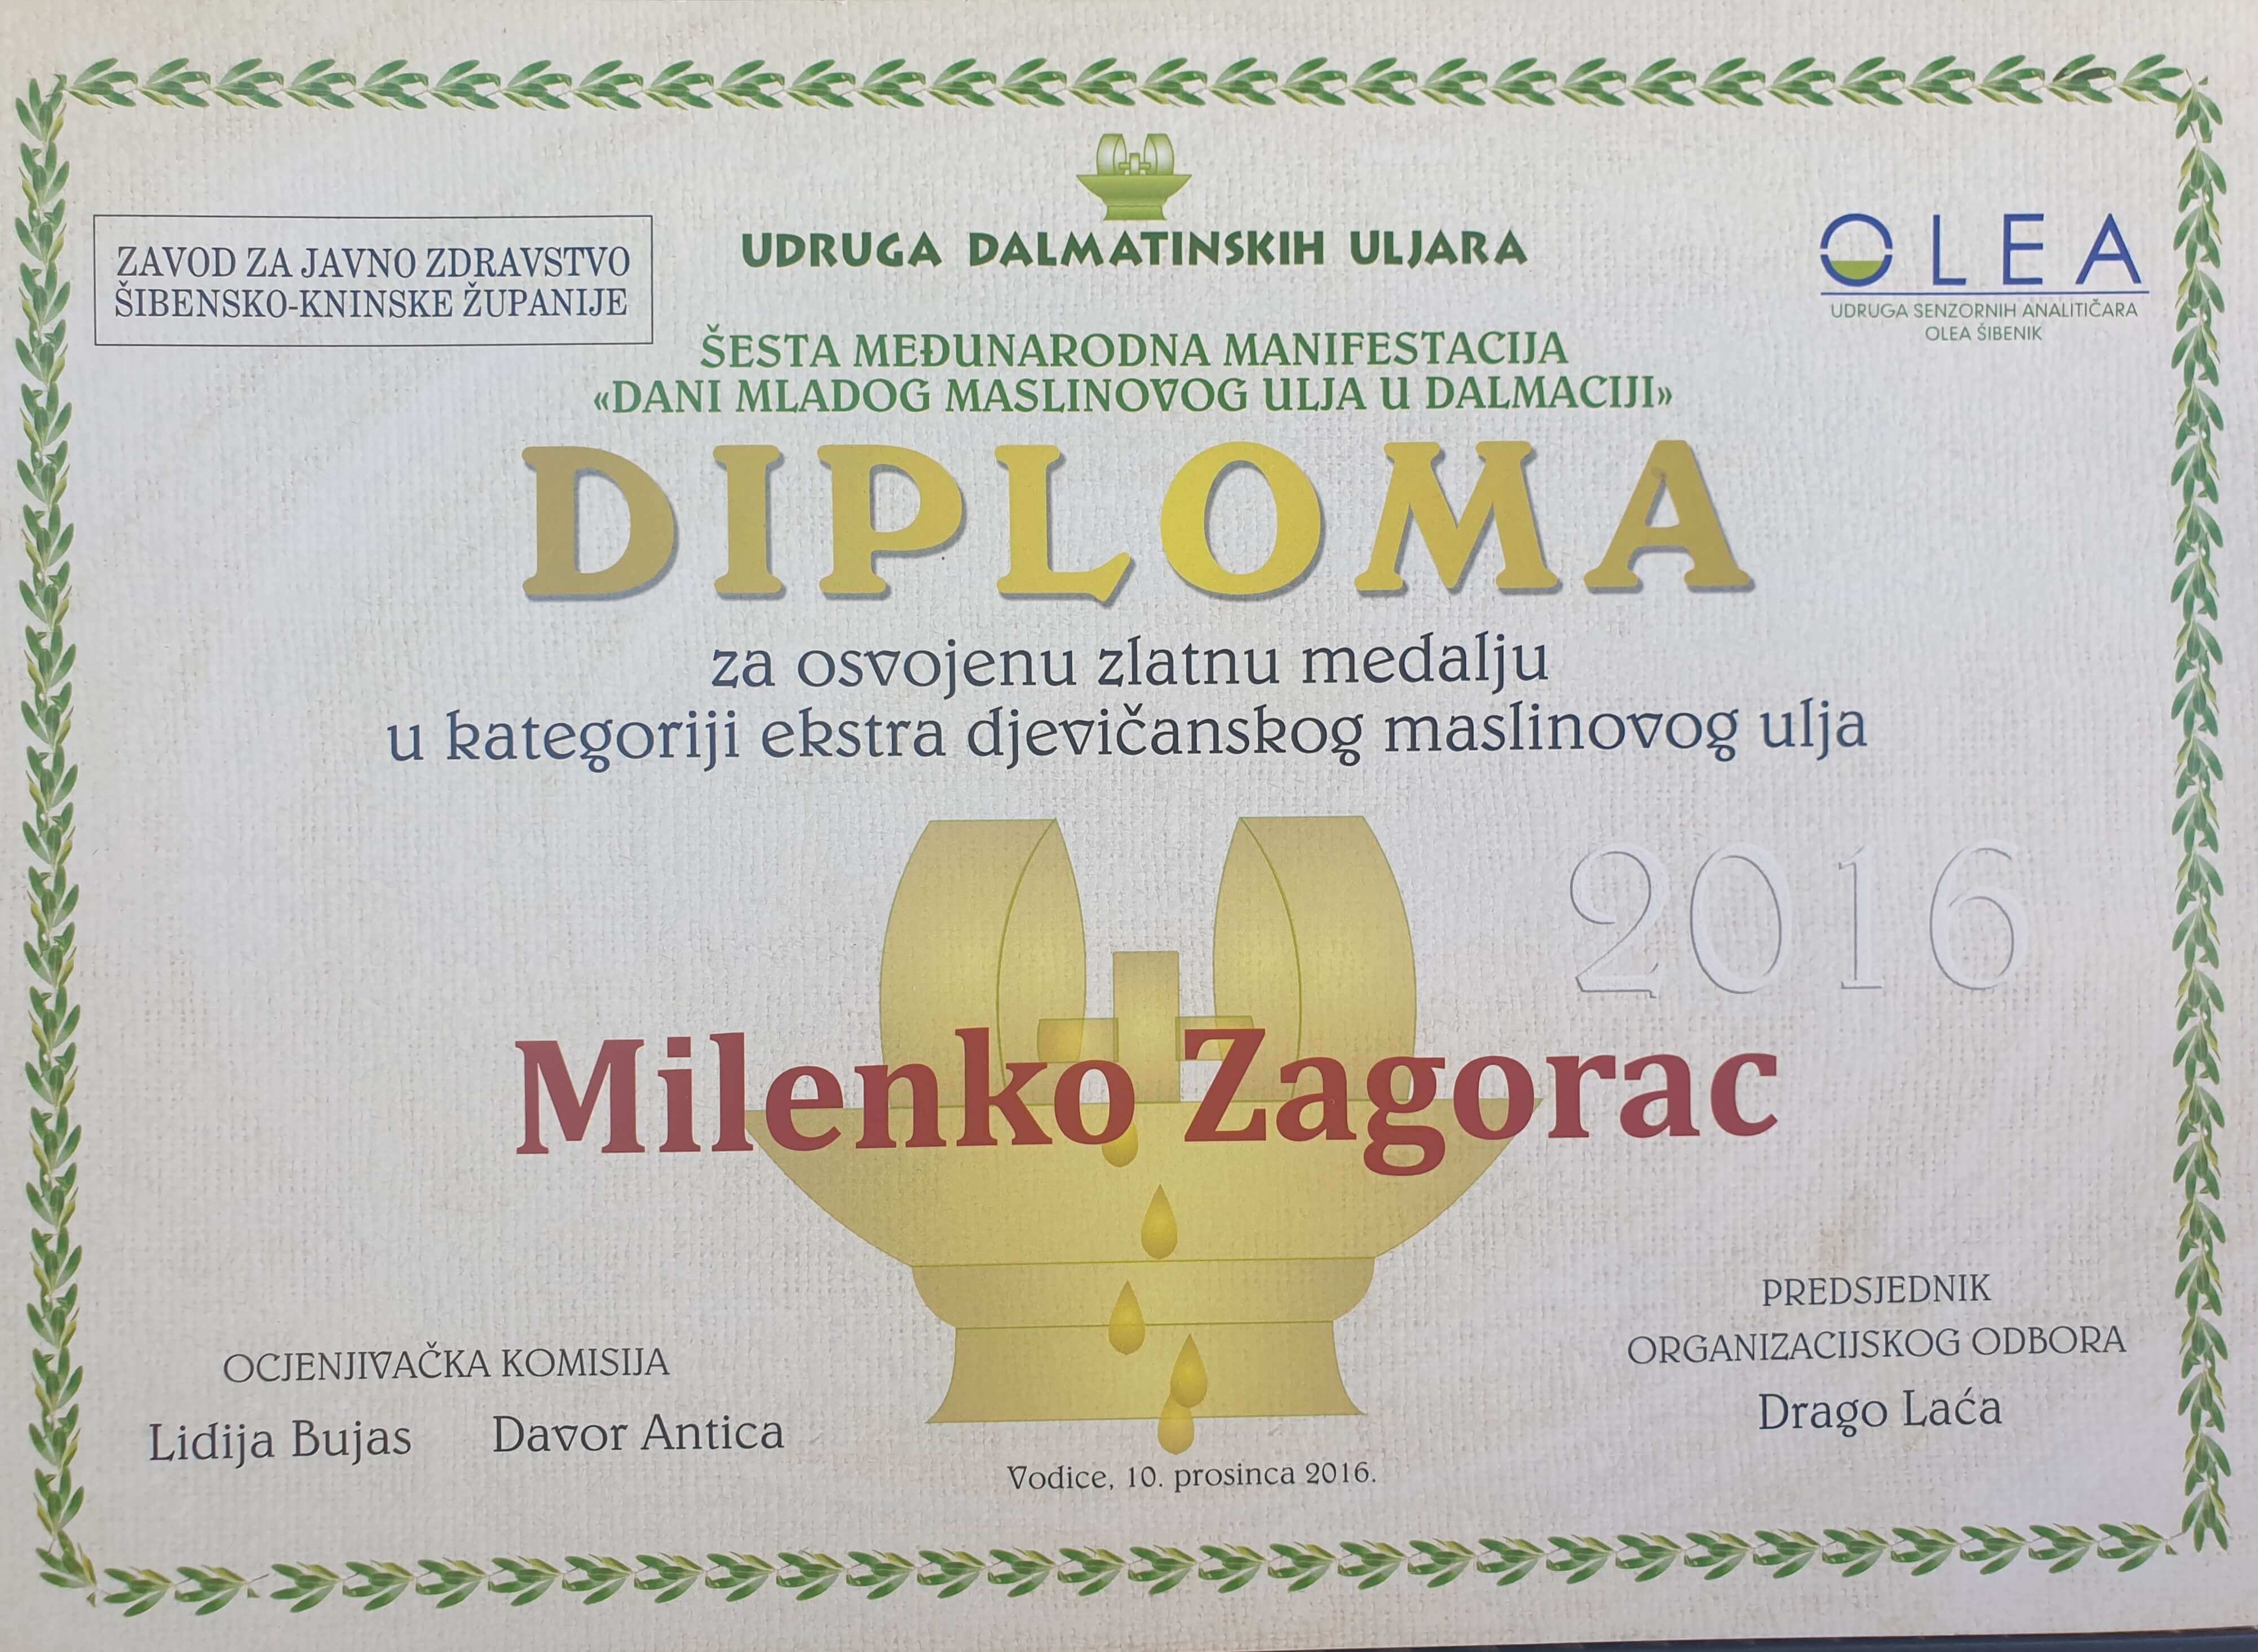 ZAVOD ZA JAVNO ZDRAVSTVO
ŠIBENSKO-KNINSKE ŽUPANIJE
UDRUGA DALMATINSKIH ULJARA
OLEA
UDRUGA SENZORNIH ANALITIČARA
OLEA ŠIBENIK
ŠESTA MEĐUNARODNA MANIFESTACIJA
«DANI MLADOG MASLINOVOG ULJA U DALMACIJI»
DIPLOMA
za osvojenu zlatnu medalju
u kategoriji ekstra djevičanskog maslinovog ulja
2016
Milenko Zagorac
OCJENJIVAČKA KOMISIJA
Lidija Bujas Davor Antica
PREDSJEDNIK
ORGANIZACIJSKOG ODBORA
Drago Laća
Vodice, 10. prosinca 2016.